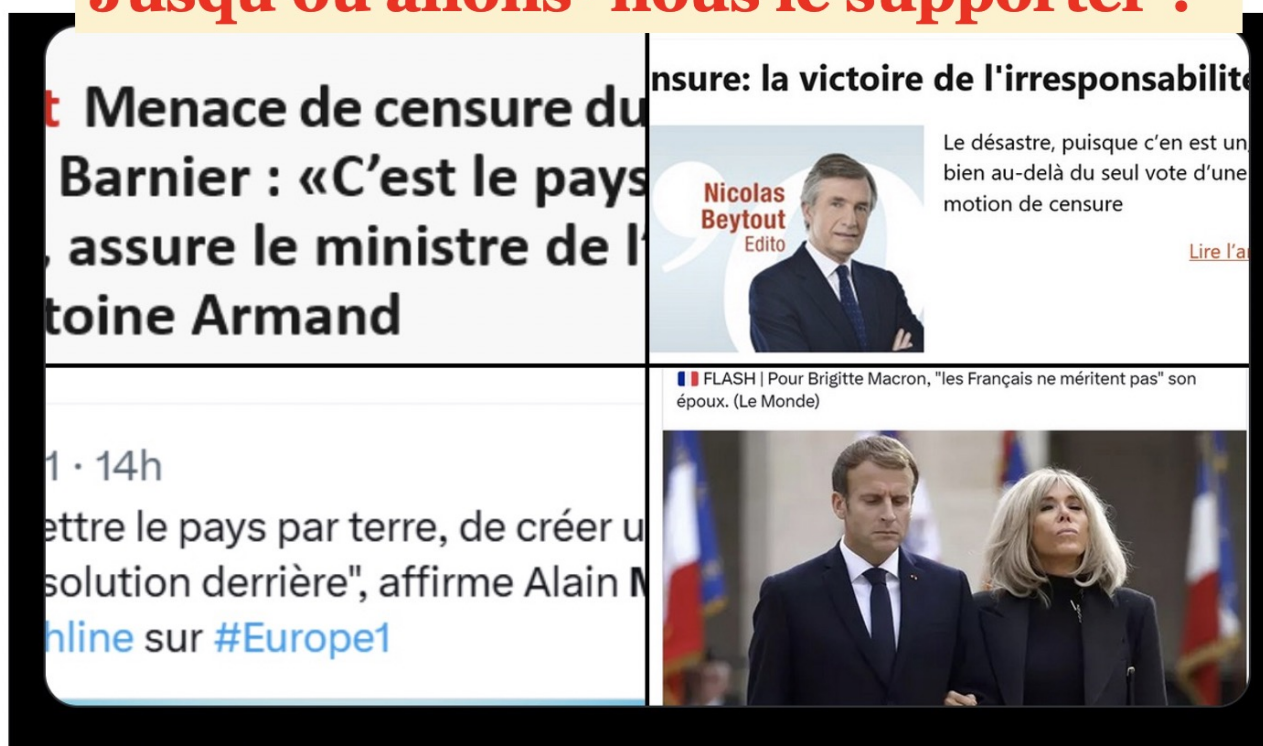 Jusqu'où allons-nous le supporter ?
t Menace de censure du
Barnier : «C’est le pays
, assure le ministre de l’
toine Armand
nsure: la victoire de l'irresponsabilité
Nicolas
Beytout
Edito
Le désastre, puisque c’en est un,
bien au-delà du seul vote d’une
motion de censure
Lire l'ar
1 · 14h
ettre le pays par terre, de créer u
solution derrière", affirme Alain M
hline sur #Europe1
FLASH | Pour Brigitte Macron, "les Français ne méritent pas" son
époux. (Le Monde)